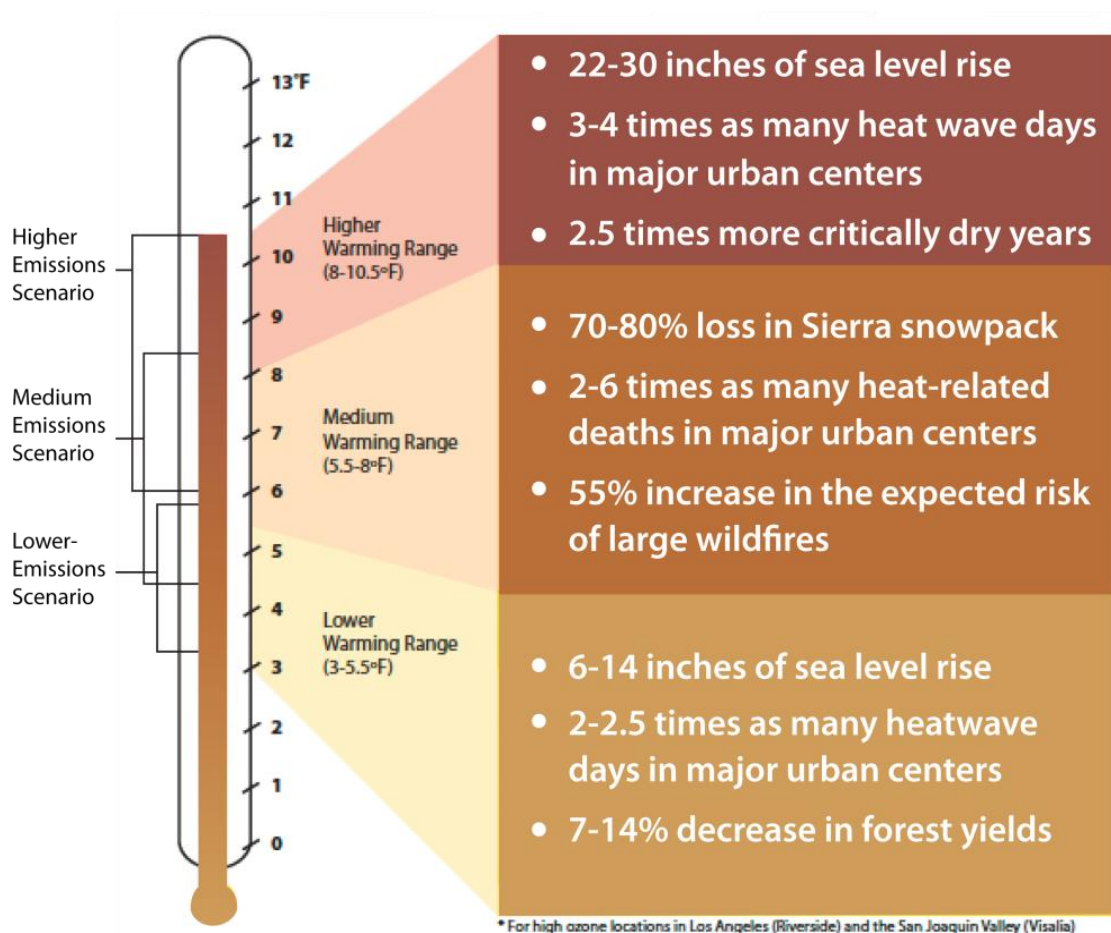 13°F
12
11
10
9
8
7
6
5
4
3
2
1
0
Higher
Emissions
Scenario
Medium
Emissions
Scenario
Lower-
Emissions
Scenario
Higher
Warming Range
(8-10.5ºF)
Medium
Warming Range
(5.5-8ºF)
Lower
Warming Range
(3-5.5ºF)
• 22-30 inches of sea level rise
• 3-4 times as many heat wave days
in major urban centers
• 2.5 times more critically dry years
• 70-80% loss in Sierra snowpack
• 2-6 times as many heat-related
deaths in major urban centers
• 55% increase in the expected risk
of large wildfires
• 6-14 inches of sea level rise
• 2-2.5 times as many heatwave
days in major urban centers
• 7-14% decrease in forest yields
* For high ozone locations in Los Angeles (Riverside) and the San Joaquin Valley (Visalia)